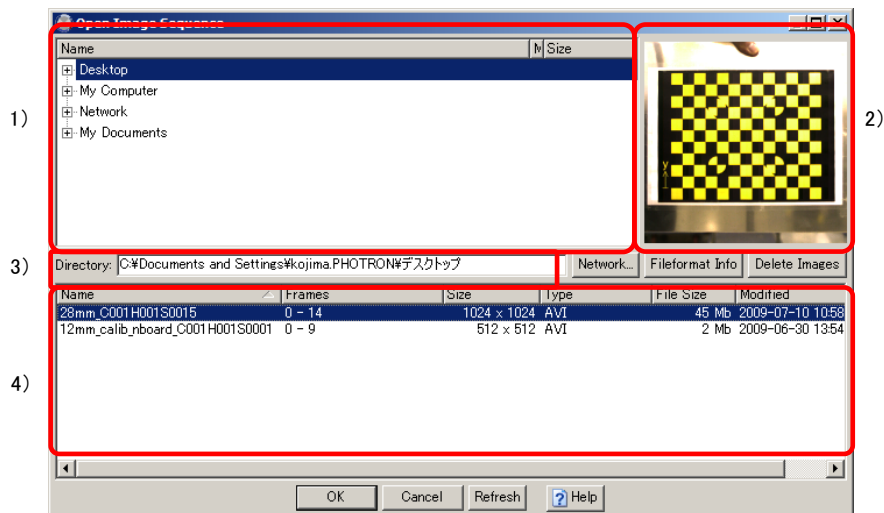 Open Image Sequence
Name M Size
Desktop
My Computer
Network
My Documents
1)
2)
3)
Directory: C:¥Documents and Settings¥kojima.PHOTRON¥デスクトップ Network... Fileformat Info Delete Images
Name Frames Size Type File Size Modified
28mm_C001H001S0015 0 - 14 1024 x 1024 AVI 45 Mb 2009-07-10 10:58
12mm_calib_nboard_C001H001S0001 0 - 9 512 x 512 AVI 2 Mb 2009-06-30 13:54
4)
OK Cancel Refresh Help